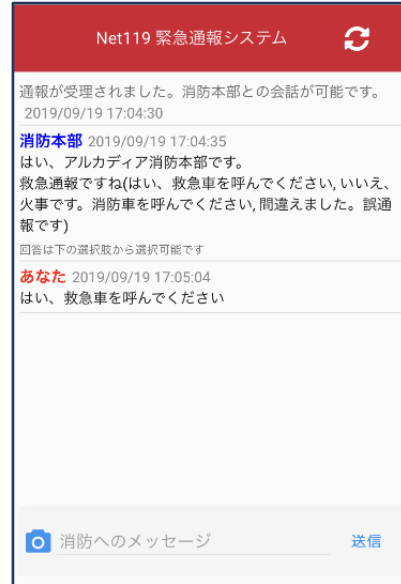 Net119 緊急通報システム
通報が受理されました。消防本部との会話が可能です。
2019/09/19 17:04:30
消防本部 2019/09/19 17:04:35
はい、アルカディア消防本部です。
救急通報ですね(はい、救急車を呼んでください, いいえ、
火事です。消防車を呼んでください, 間違えました。誤通
報です)
回答は下の選択肢から選択可能です
あなた 2019/09/19 17:05:04
はい、救急車を呼んでください
消防へのメッセージ 送信